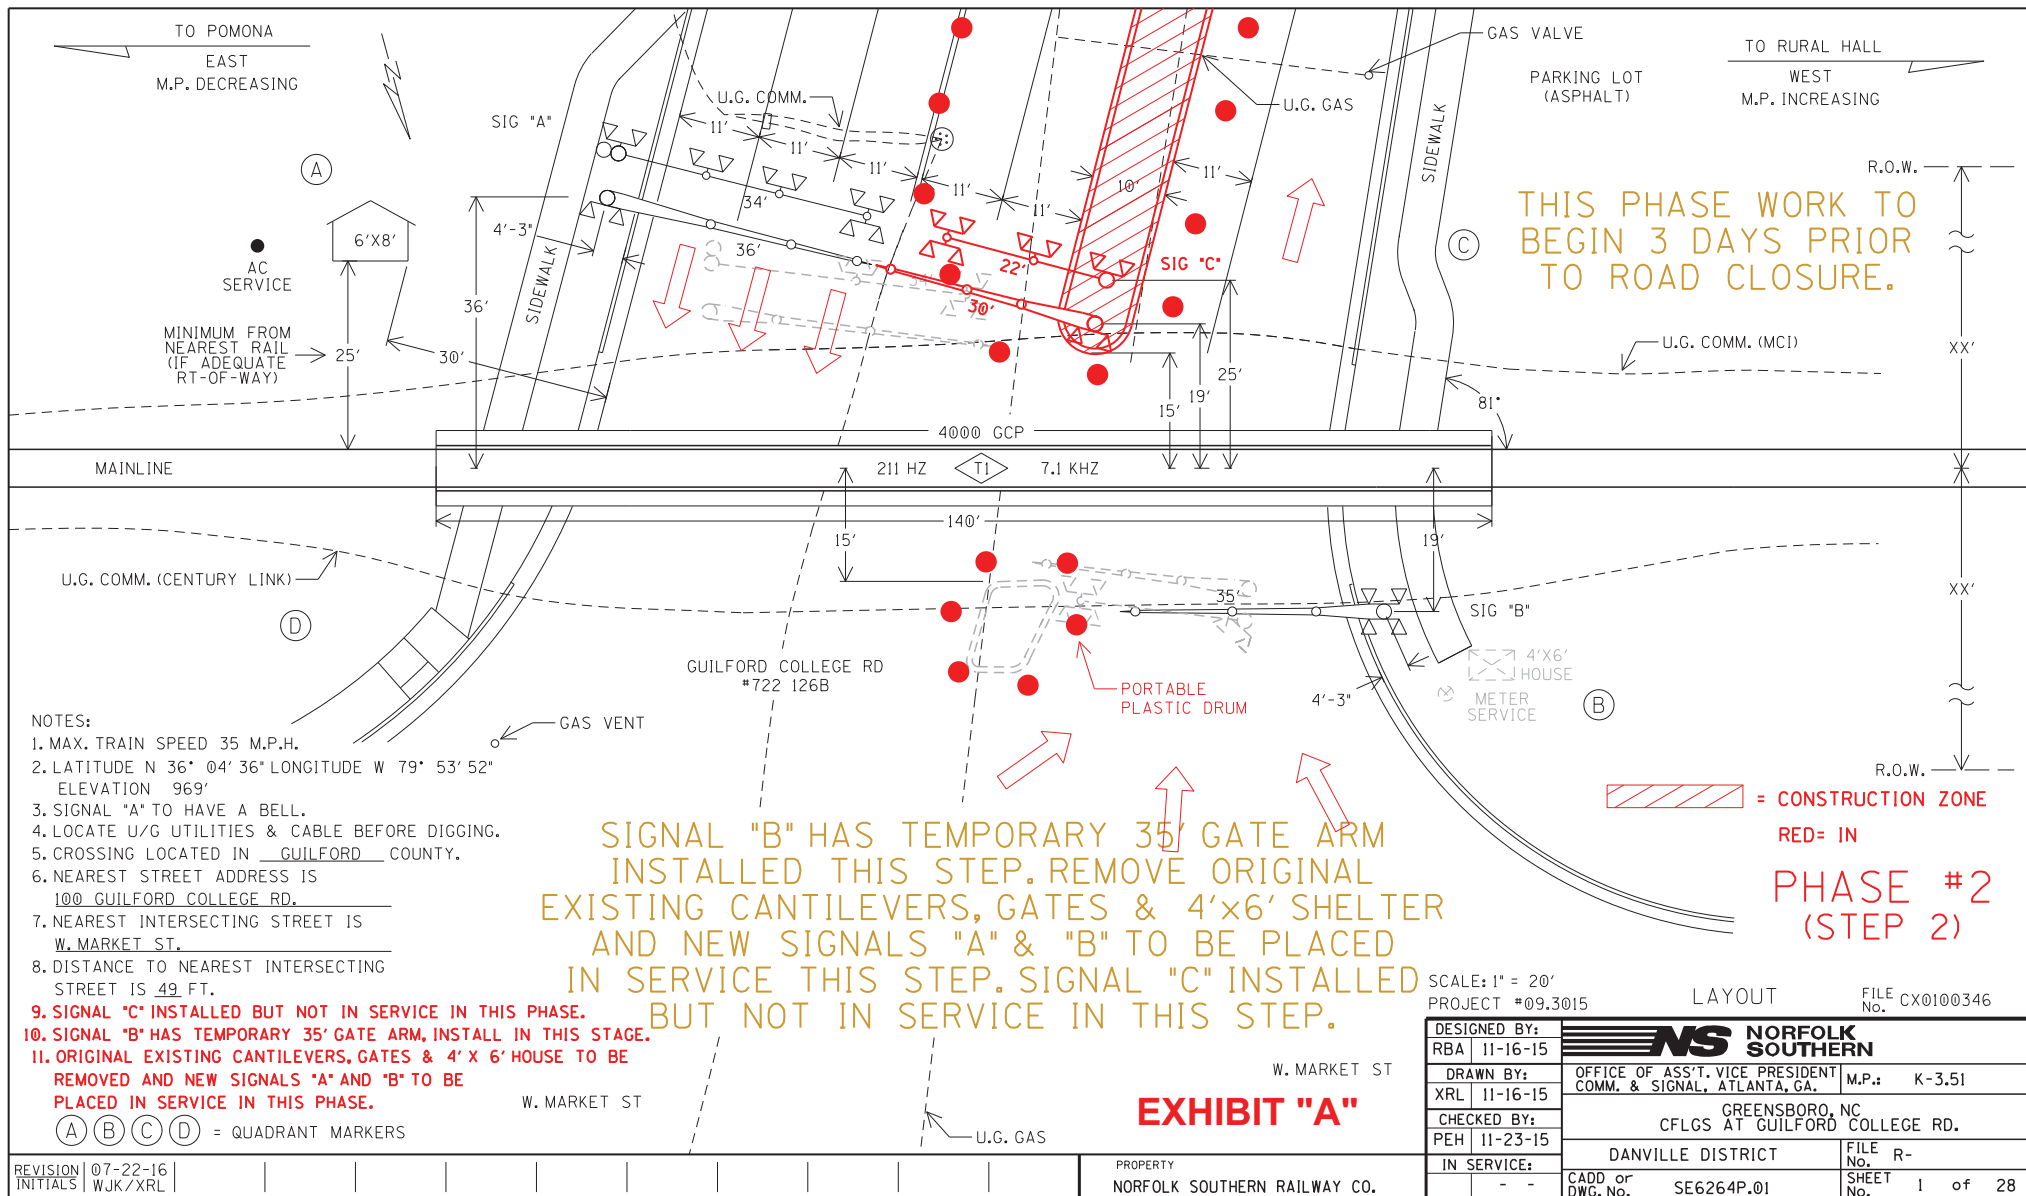 TO POMONA
EAST
M.P. DECREASING
SIG "A"
U.G. COMM.
11'
11'
11'
11'
11'
11'
10'
U.G. GAS
GAS VALVE
PARKING LOT
(ASPHALT)
TO RURAL HALL
WEST
M.P. INCREASING
SIDEWALK
R.O.W.
A
6'X8'
AC
SERVICE
4'-3"
34'
36'
36'
SIDEWALK
22'
30'
SIG "C"
C
THIS PHASE WORK TO
BEGIN 3 DAYS PRIOR
TO ROAD CLOSURE.
MINIMUM FROM
NEAREST RAIL
(IF ADEQUATE
RT-OF-WAY)
25'
30'
U.G. COMM. (MCI)
XX'
25'
19'
15'
81°
4000 GCP
MAINLINE
211 HZ
T1
7.1 KHZ
140'
15'
19'
U.G. COMM. (CENTURY LINK)
D
35'
SIG "B"
XX'
GUILFORD COLLEGE RD
#722 126B
PORTABLE
PLASTIC DRUM
4'X6'
HOUSE
METER
SERVICE
4'-3"
B
GAS VENT
R.O.W.
NOTES:
1. MAX. TRAIN SPEED 35 M.P.H.
2. LATITUDE N 36° 04' 36" LONGITUDE W 79° 53' 52"
ELEVATION 969'
3. SIGNAL "A" TO HAVE A BELL.
4. LOCATE U/G UTILITIES & CABLE BEFORE DIGGING.
5. CROSSING LOCATED IN GUILFORD COUNTY.
6. NEAREST STREET ADDRESS IS
100 GUILFORD COLLEGE RD.
7. NEAREST INTERSECTING STREET IS
W. MARKET ST.
8. DISTANCE TO NEAREST INTERSECTING
STREET IS 49 FT.
9. SIGNAL "C" INSTALLED BUT NOT IN SERVICE IN THIS PHASE.
10. SIGNAL "B" HAS TEMPORARY 35' GATE ARM, INSTALL IN THIS STAGE.
11. ORIGINAL EXISTING CANTILEVERS, GATES & 4' X 6' HOUSE TO BE
REMOVED AND NEW SIGNALS "A" AND "B" TO BE
PLACED IN SERVICE IN THIS PHASE.
A B C D = QUADRANT MARKERS
SIGNAL "B" HAS TEMPORARY 35' GATE ARM
INSTALLED THIS STEP. REMOVE ORIGINAL
EXISTING CANTILEVERS, GATES & 4'x6' SHELTER
AND NEW SIGNALS "A" & "B" TO BE PLACED
IN SERVICE THIS STEP. SIGNAL "C" INSTALLED
BUT NOT IN SERVICE IN THIS STEP.
= CONSTRUCTION ZONE
RED= IN
PHASE #2
(STEP 2)
W. MARKET ST
W. MARKET ST
U.G. GAS
EXHIBIT "A"
SCALE: 1" = 20'
PROJECT #09.3015
LAYOUT
FILE No. CX0100346
DESIGNED BY:
RBA 11-16-15
DRAWN BY:
XRL 11-16-15
CHECKED BY:
PEH 11-23-15
IN SERVICE:
- -
NS NORFOLK SOUTHERN
OFFICE OF ASS'T. VICE PRESIDENT
COMM. & SIGNAL, ATLANTA, GA.
M.P.: K-3.51
GREENSBORO, NC
CFLGS AT GUILFORD COLLEGE RD.
DANVILLE DISTRICT
FILE No. R-
CADD or DWG. No. SE6264P.01
SHEET No. 1 of 28
REVISION 07-22-16
INITIALS WJK/XRL
PROPERTY
NORFOLK SOUTHERN RAILWAY CO.